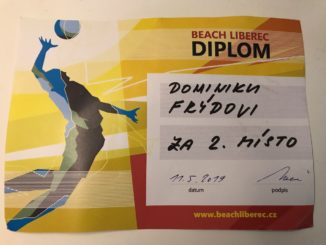 BEACH LIBEREC
DIPLOM
DOMINIKU
FRÝDOVI
ZA 2. MÍSTO
11.5.2019
datum
podpis
www.beachliberec.cz